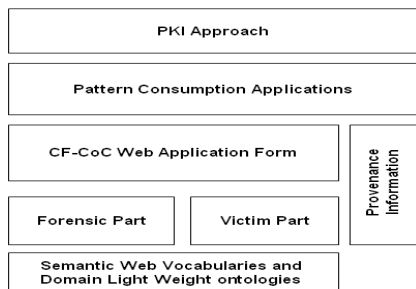 PKI Approach
Pattern Consumption Applications
CF-CoC Web Application Form
Provenance
Information
Forensic Part
Victim Part
Semantic Web Vocabularies and
Domain Light Weight ontologies